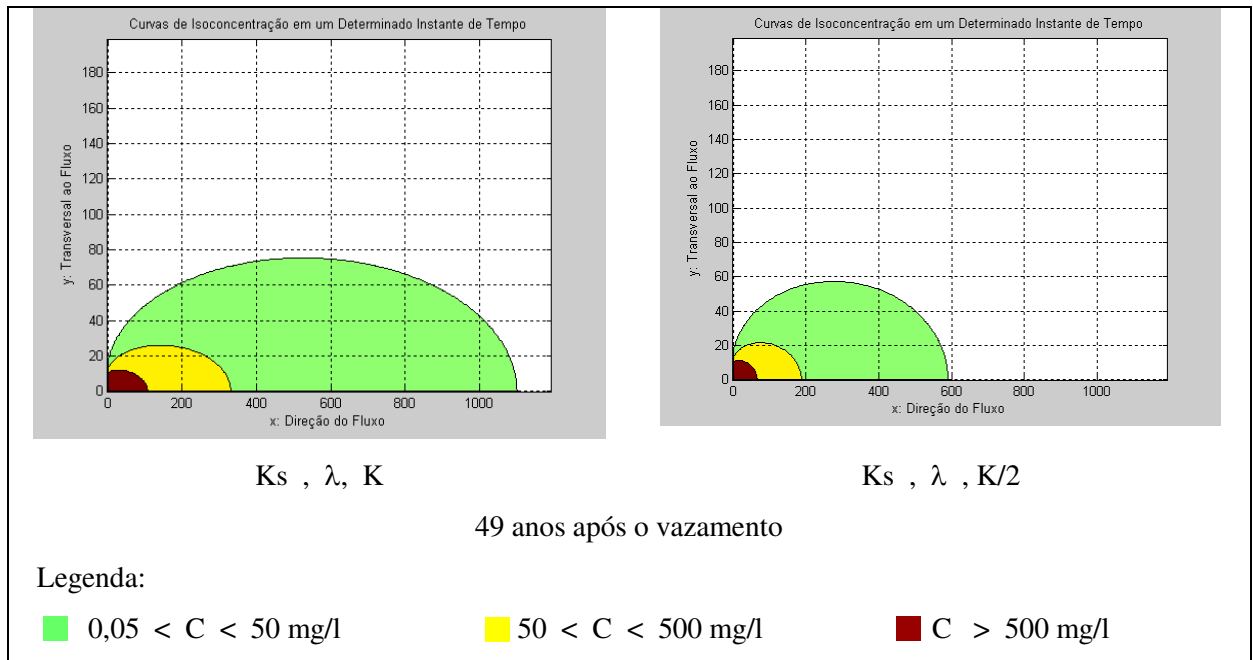 Curvas de Isoconcentração em um Determinado Instante de Tempo
y: Transversal ao Fluxo
180
160
140
120
100
80
60
40
20
0
0 200 400 600 800 1000
x: Direção do Fluxo
Ks , λ, K
Curvas de Isoconcentração em um Determinado Instante de Tempo
y: Transversal ao Fluxo
180
160
140
120
100
80
60
40
20
0
0 200 400 600 800 1000
x: Direção do Fluxo
Ks , λ , K/2
49 anos após o vazamento
Legenda:
0,05 < C < 50 mg/l 50 < C < 500 mg/l C > 500 mg/l